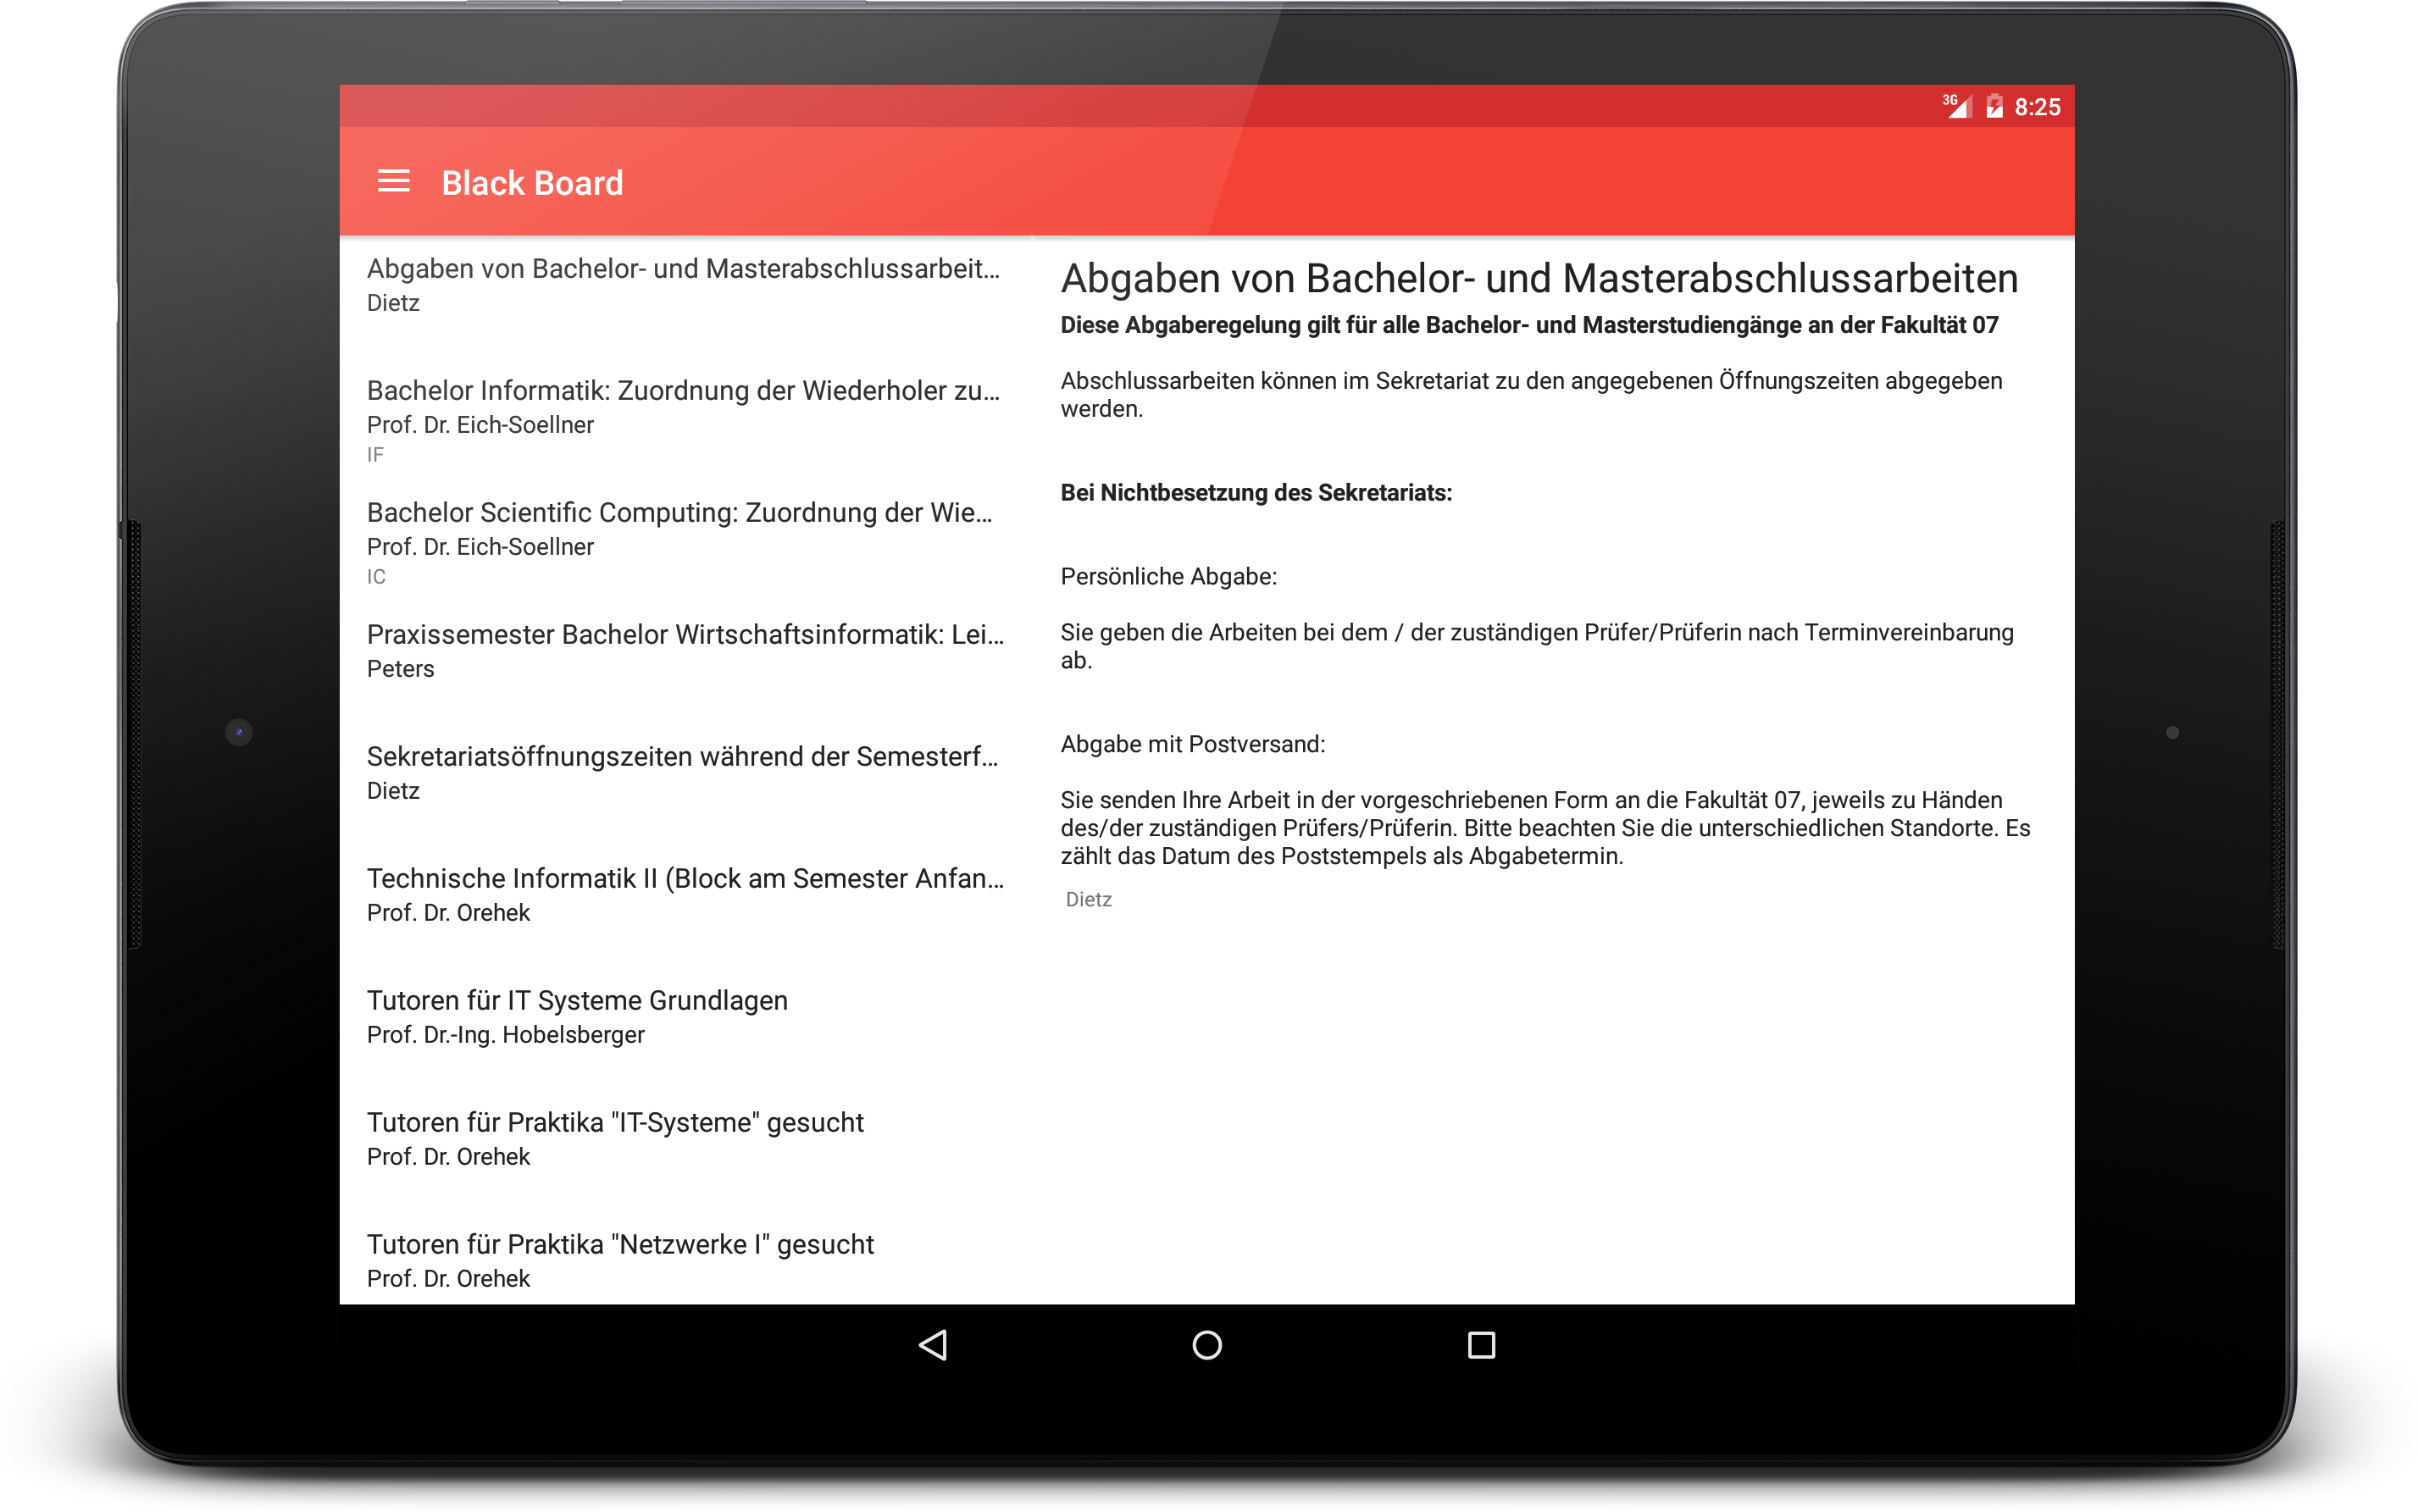 3G 8:25
Black Board
Abgaben von Bachelor- und Masterabschlussarbeit...
Dietz
Bachelor Informatik: Zuordnung der Wiederholer zu...
Prof. Dr. Eich-Soellner
IF
Bachelor Scientific Computing: Zuordnung der Wie...
Prof. Dr. Eich-Soellner
IC
Praxissemester Bachelor Wirtschaftsinformatik: Lei...
Peters
Sekretariatsöffnungszeiten während der Semesterf...
Dietz
Technische Informatik II (Block am Semester Anfan...
Prof. Dr. Orehek
Tutoren für IT Systeme Grundlagen
Prof. Dr.-Ing. Hobelsberger
Tutoren für Praktika "IT-Systeme" gesucht
Prof. Dr. Orehek
Tutoren für Praktika "Netzwerke I" gesucht
Prof. Dr. Orehek
Abgaben von Bachelor- und Masterabschlussarbeiten
Diese Abgaberegelung gilt für alle Bachelor- und Masterstudiengänge an der Fakultät 07
Abschlussarbeiten können im Sekretariat zu den angegebenen Öffnungszeiten abgegeben
werden.
Bei Nichtbesetzung des Sekretariats:
Persönliche Abgabe:
Sie geben die Arbeiten bei dem / der zuständigen Prüfer/Prüferin nach Terminvereinbarung
ab.
Abgabe mit Postversand:
Sie senden Ihre Arbeit in der vorgeschriebenen Form an die Fakultät 07, jeweils zu Händen
des/der zuständigen Prüfers/Prüferin. Bitte beachten Sie die unterschiedlichen Standorte. Es
zählt das Datum des Poststempels als Abgabetermin.
Dietz